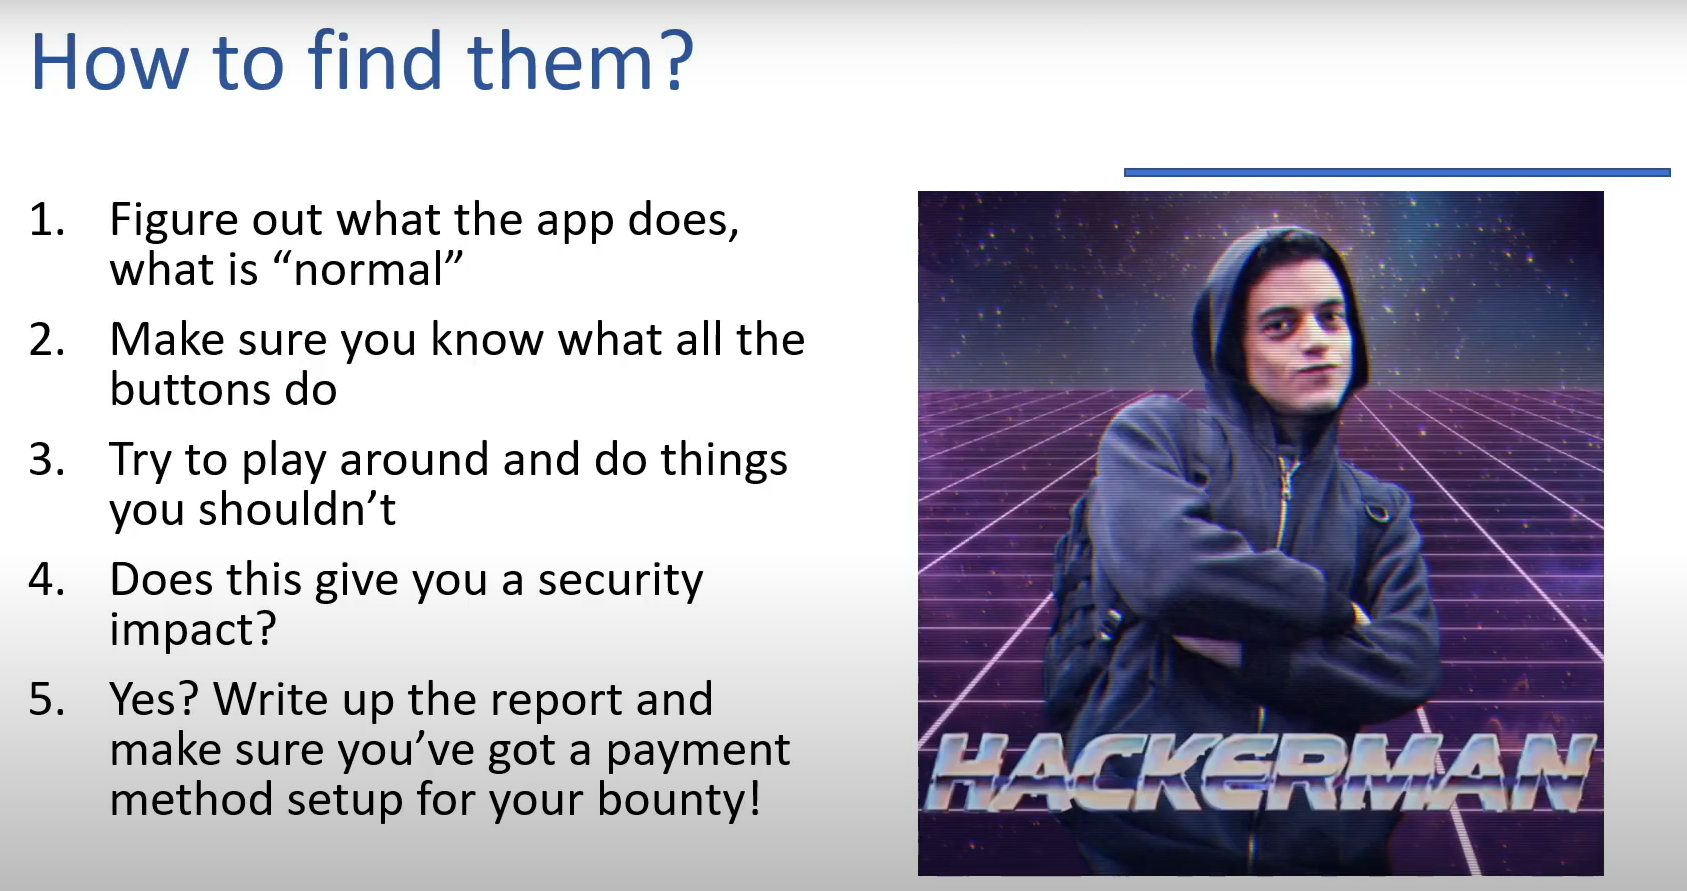 How to find them?
1. Figure out what the app does,
what is “normal”
2. Make sure you know what all the
buttons do
3. Try to play around and do things
you shouldn’t
4. Does this give you a security
impact?
5. Yes? Write up the report and
make sure you’ve got a payment
method setup for your bounty!
HACKERMAN